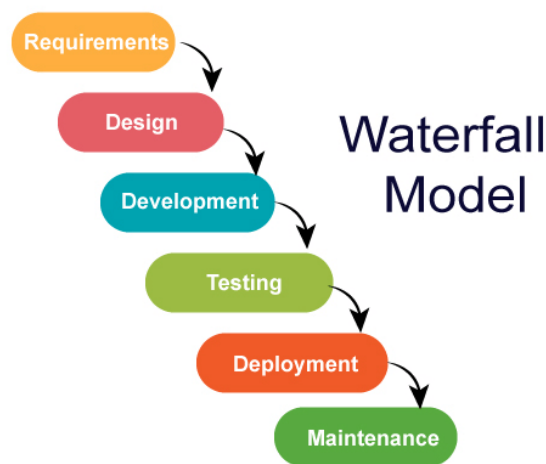 Requirements
Design
Waterfall
Model
Development
Testing
Deployment
Maintenance